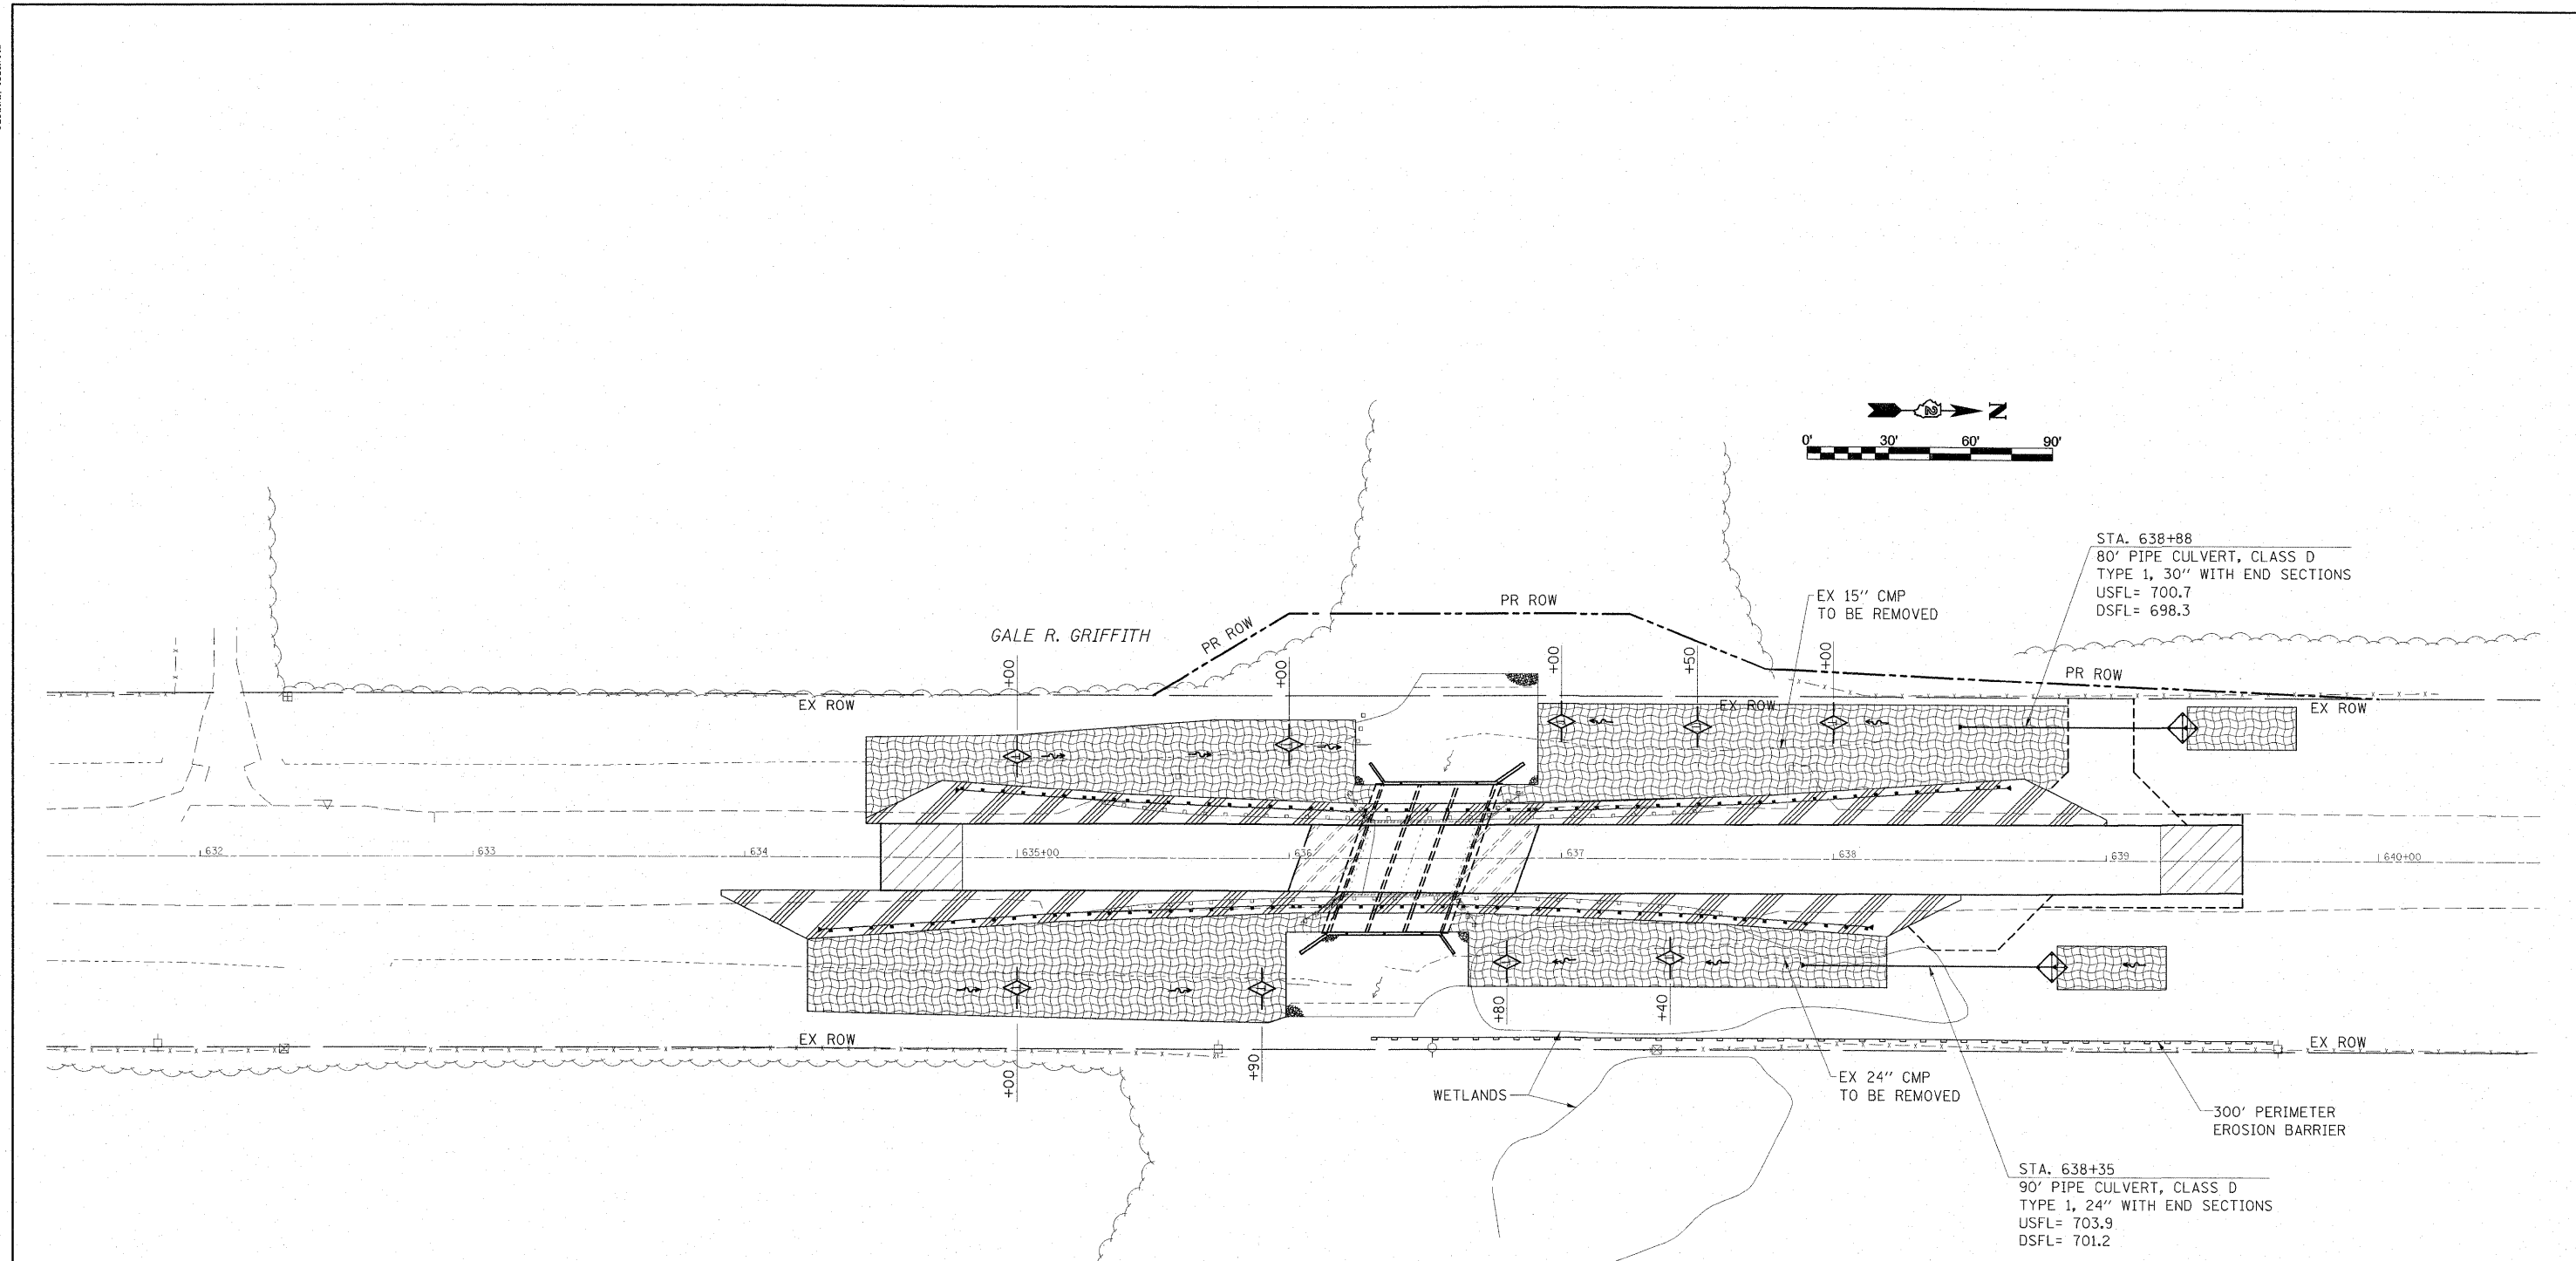 N
0' 30' 60' 90'
STA. 638+88
80' PIPE CULVERT, CLASS D
TYPE 1, 30" WITH END SECTIONS
USFL= 700.7
DSFL= 698.3
EX 15" CMP
TO BE REMOVED
PR ROW
PR ROW
GALE R. GRIFFITH
+00
+00
+00
+50
+00
PR ROW
EX ROW
EX ROW
EX ROW
632
633
634
635+00
636
637
638
639
640+00
+80
+40
EX ROW
EX ROW
+00
+90
WETLANDS
EX 24" CMP
TO BE REMOVED
300' PERIMETER
EROSION BARRIER
STA. 638+35
90' PIPE CULVERT, CLASS D
TYPE 1, 24" WITH END SECTIONS
USFL= 703.9
DSFL= 701.2